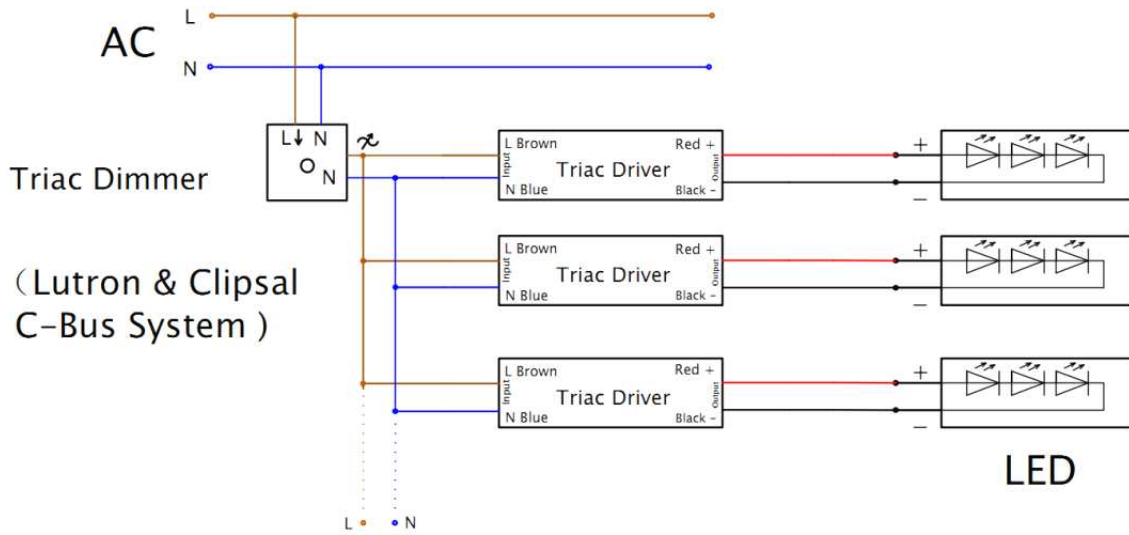 L
AC
N
L N
N
Triac Dimmer
（Lutron & Clipsal
C-Bus System )
L Brown
Input
N Blue
Triac Driver
Red +
Output
Black -
+
−
L Brown
Input
N Blue
Triac Driver
Red +
Output
Black -
+
−
L Brown
Input
N Blue
Triac Driver
Red +
Output
Black -
+
−
LED
L
N